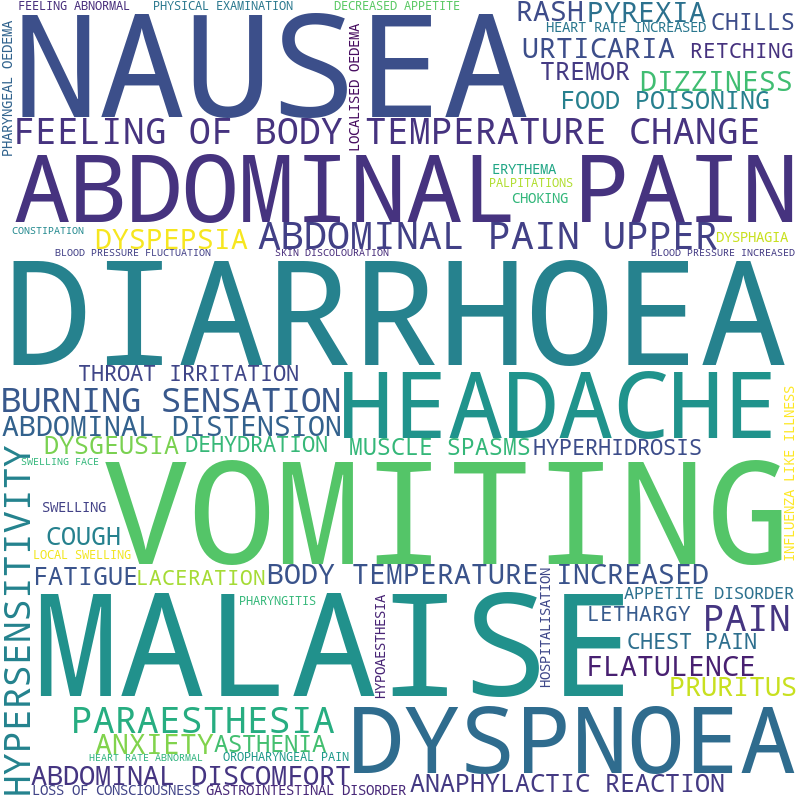 FEELING ABNORMAL
PHYSICAL EXAMINATION
DECREASED APPETITE
RASH
PYREXIA
CHILLS
HEART RATE INCREASED
NAUSEA
PHARYNGEAL OEDEMA
LOCALISED OEDEMA
URTICARIA
RETCHING
TREMOR
DIZZINESS
FOOD POISONING
FEELING OF BODY TEMPERATURE CHANGE
ABDOMINAL PAIN
ERYTHEMA
PALPITATIONS
CHOKING
CONSTIPATION
DYSPEPSIA
ABDOMINAL PAIN UPPER
DYSPHAGIA
BLOOD PRESSURE FLUCTUATION
SKIN DISCOLOURATION
BLOOD PRESSURE INCREASED
DIARRHOEA
THROAT IRRITATION
HEADACHE
BURNING SENSATION
ABDOMINAL DISTENSION
INFLUENZA LIKE ILLNESS
DYSGEUSIA
DEHYDRATION
MUSCLE SPASMS
HYPERHIDROSIS
SWELLING FACE
VOMITING
HYPERSENSITIVITY
SWELLING
COUGH
LOCAL SWELLING
FATIGUE
LACERATION
BODY TEMPERATURE INCREASED
MALAISE
PHARYNGITIS
HYPOAESTHESIA
HOSPITALISATION
APPETITE DISORDER
LETHARGY
PAIN
CHEST PAIN
FLATULENCE
PRURITUS
PARAESTHESIA
DYSPNOEA
ANXIETY
ASTHENIA
HEART RATE ABNORMAL
OROPHARYNGEAL PAIN
ABDOMINAL DISCOMFORT
ANAPHYLACTIC REACTION
LOSS OF CONSCIOUSNESS
GASTROINTESTINAL DISORDER